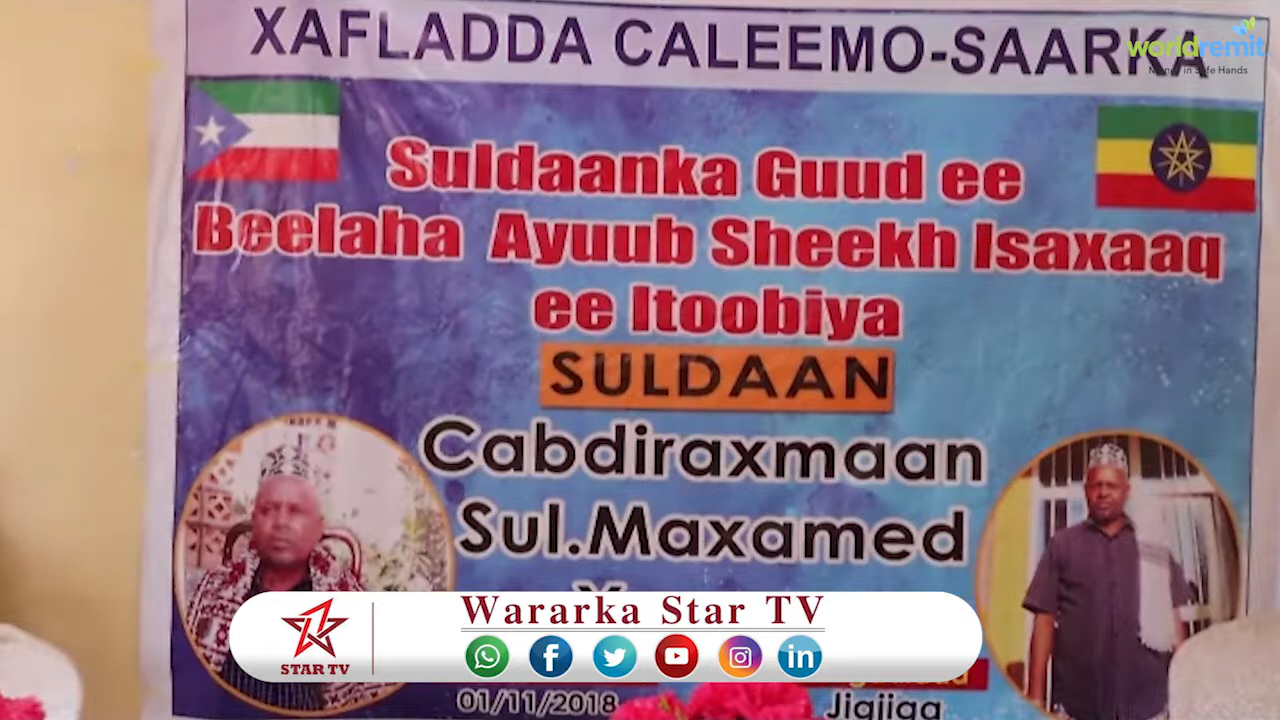 XAFLADDA CALEEMO-SAARKA
worldremit
Money in Safe Hands
Suldaanka Guud ee
Beelaha Ayuub Sheekh Isaxaaq
ee Itoobiya
SULDAAN
Cabdiraxmaan
Sul.Maxamed
Wararka Star TV
STAR TV
01/11/2018
Jigjiga